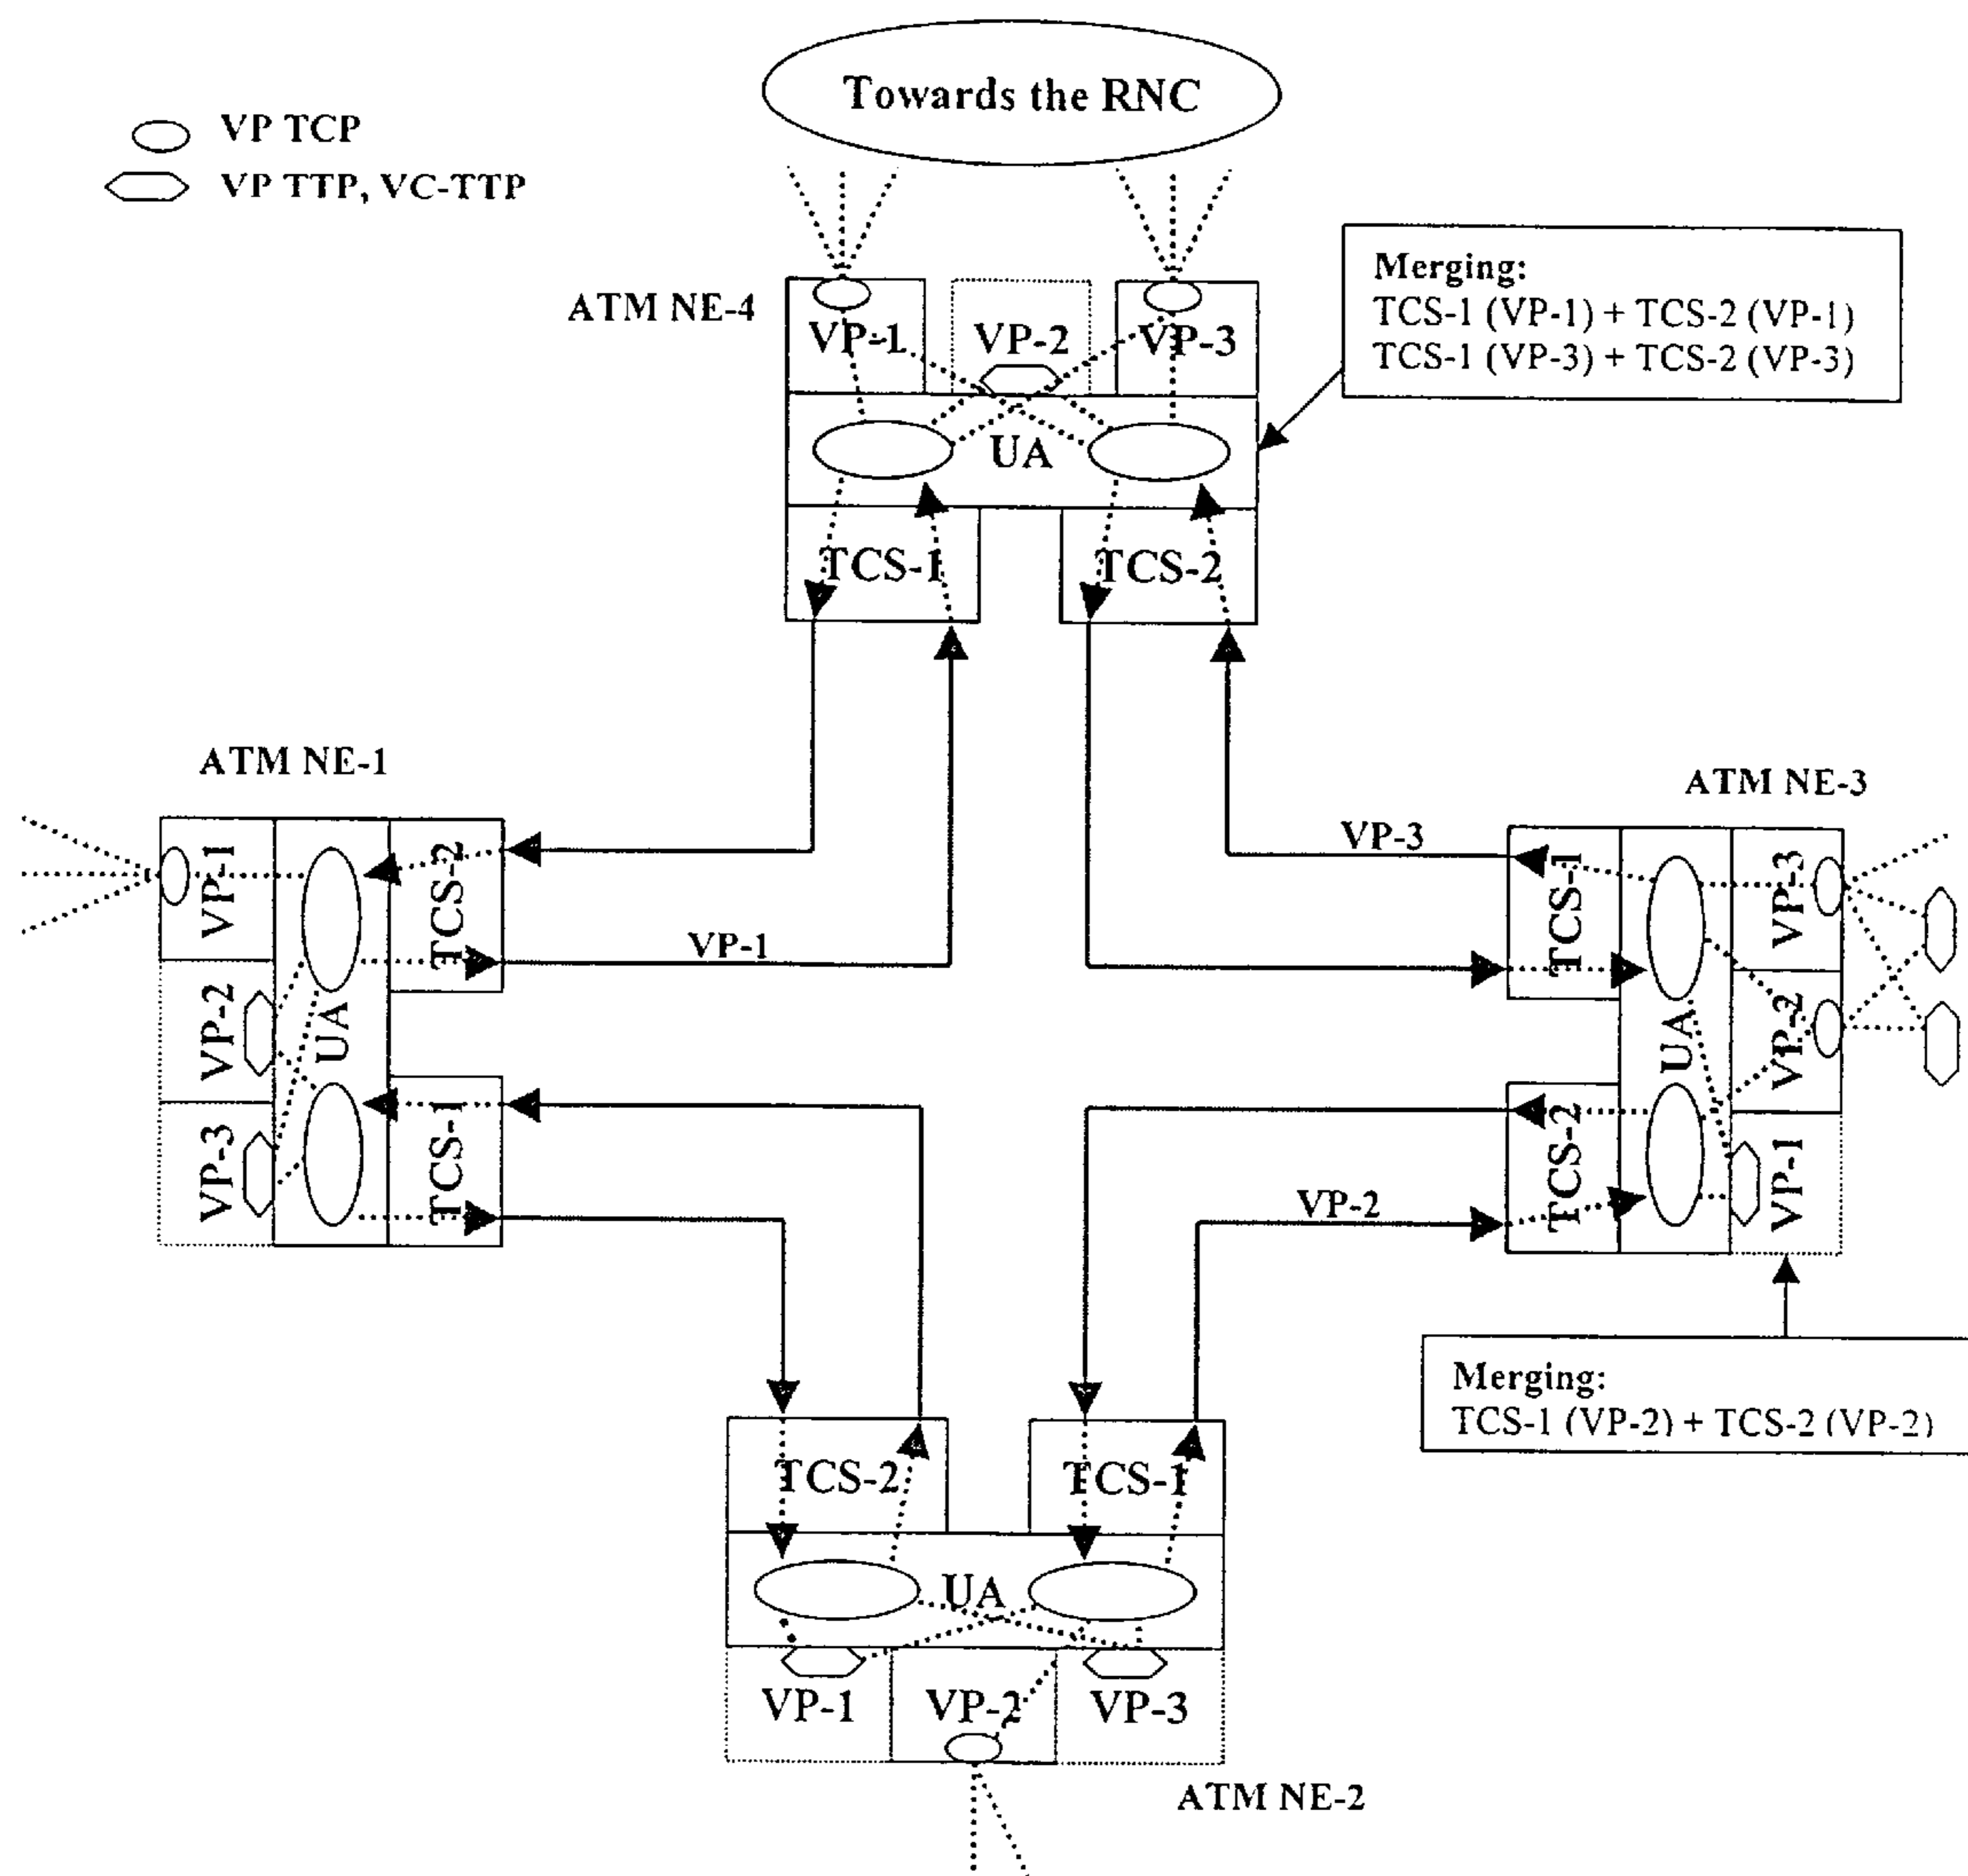 Towards the RNC
VP TCP
VP TTP, VC-TTP
Merging:
TCS-1 (VP-1) + TCS-2 (VP-1)
TCS-1 (VP-3) + TCS-2 (VP-3)
ATM NE-4
VP-1
VP-2
VP-3
UA
TCS-1
TCS-2
ATM NE-1
VP-1
VP-2
VP-3
UA
TCS-2
TCS-1
VP-1
ATM NE-3
VP-3
TCS-1
TCS-2
UA
VP-3
VP-2
VP-1
VP-2
Merging:
TCS-1 (VP-2) + TCS-2 (VP-2)
TCS-2
TCS-1
UA
VP-1
VP-2
VP-3
ATM NE-2